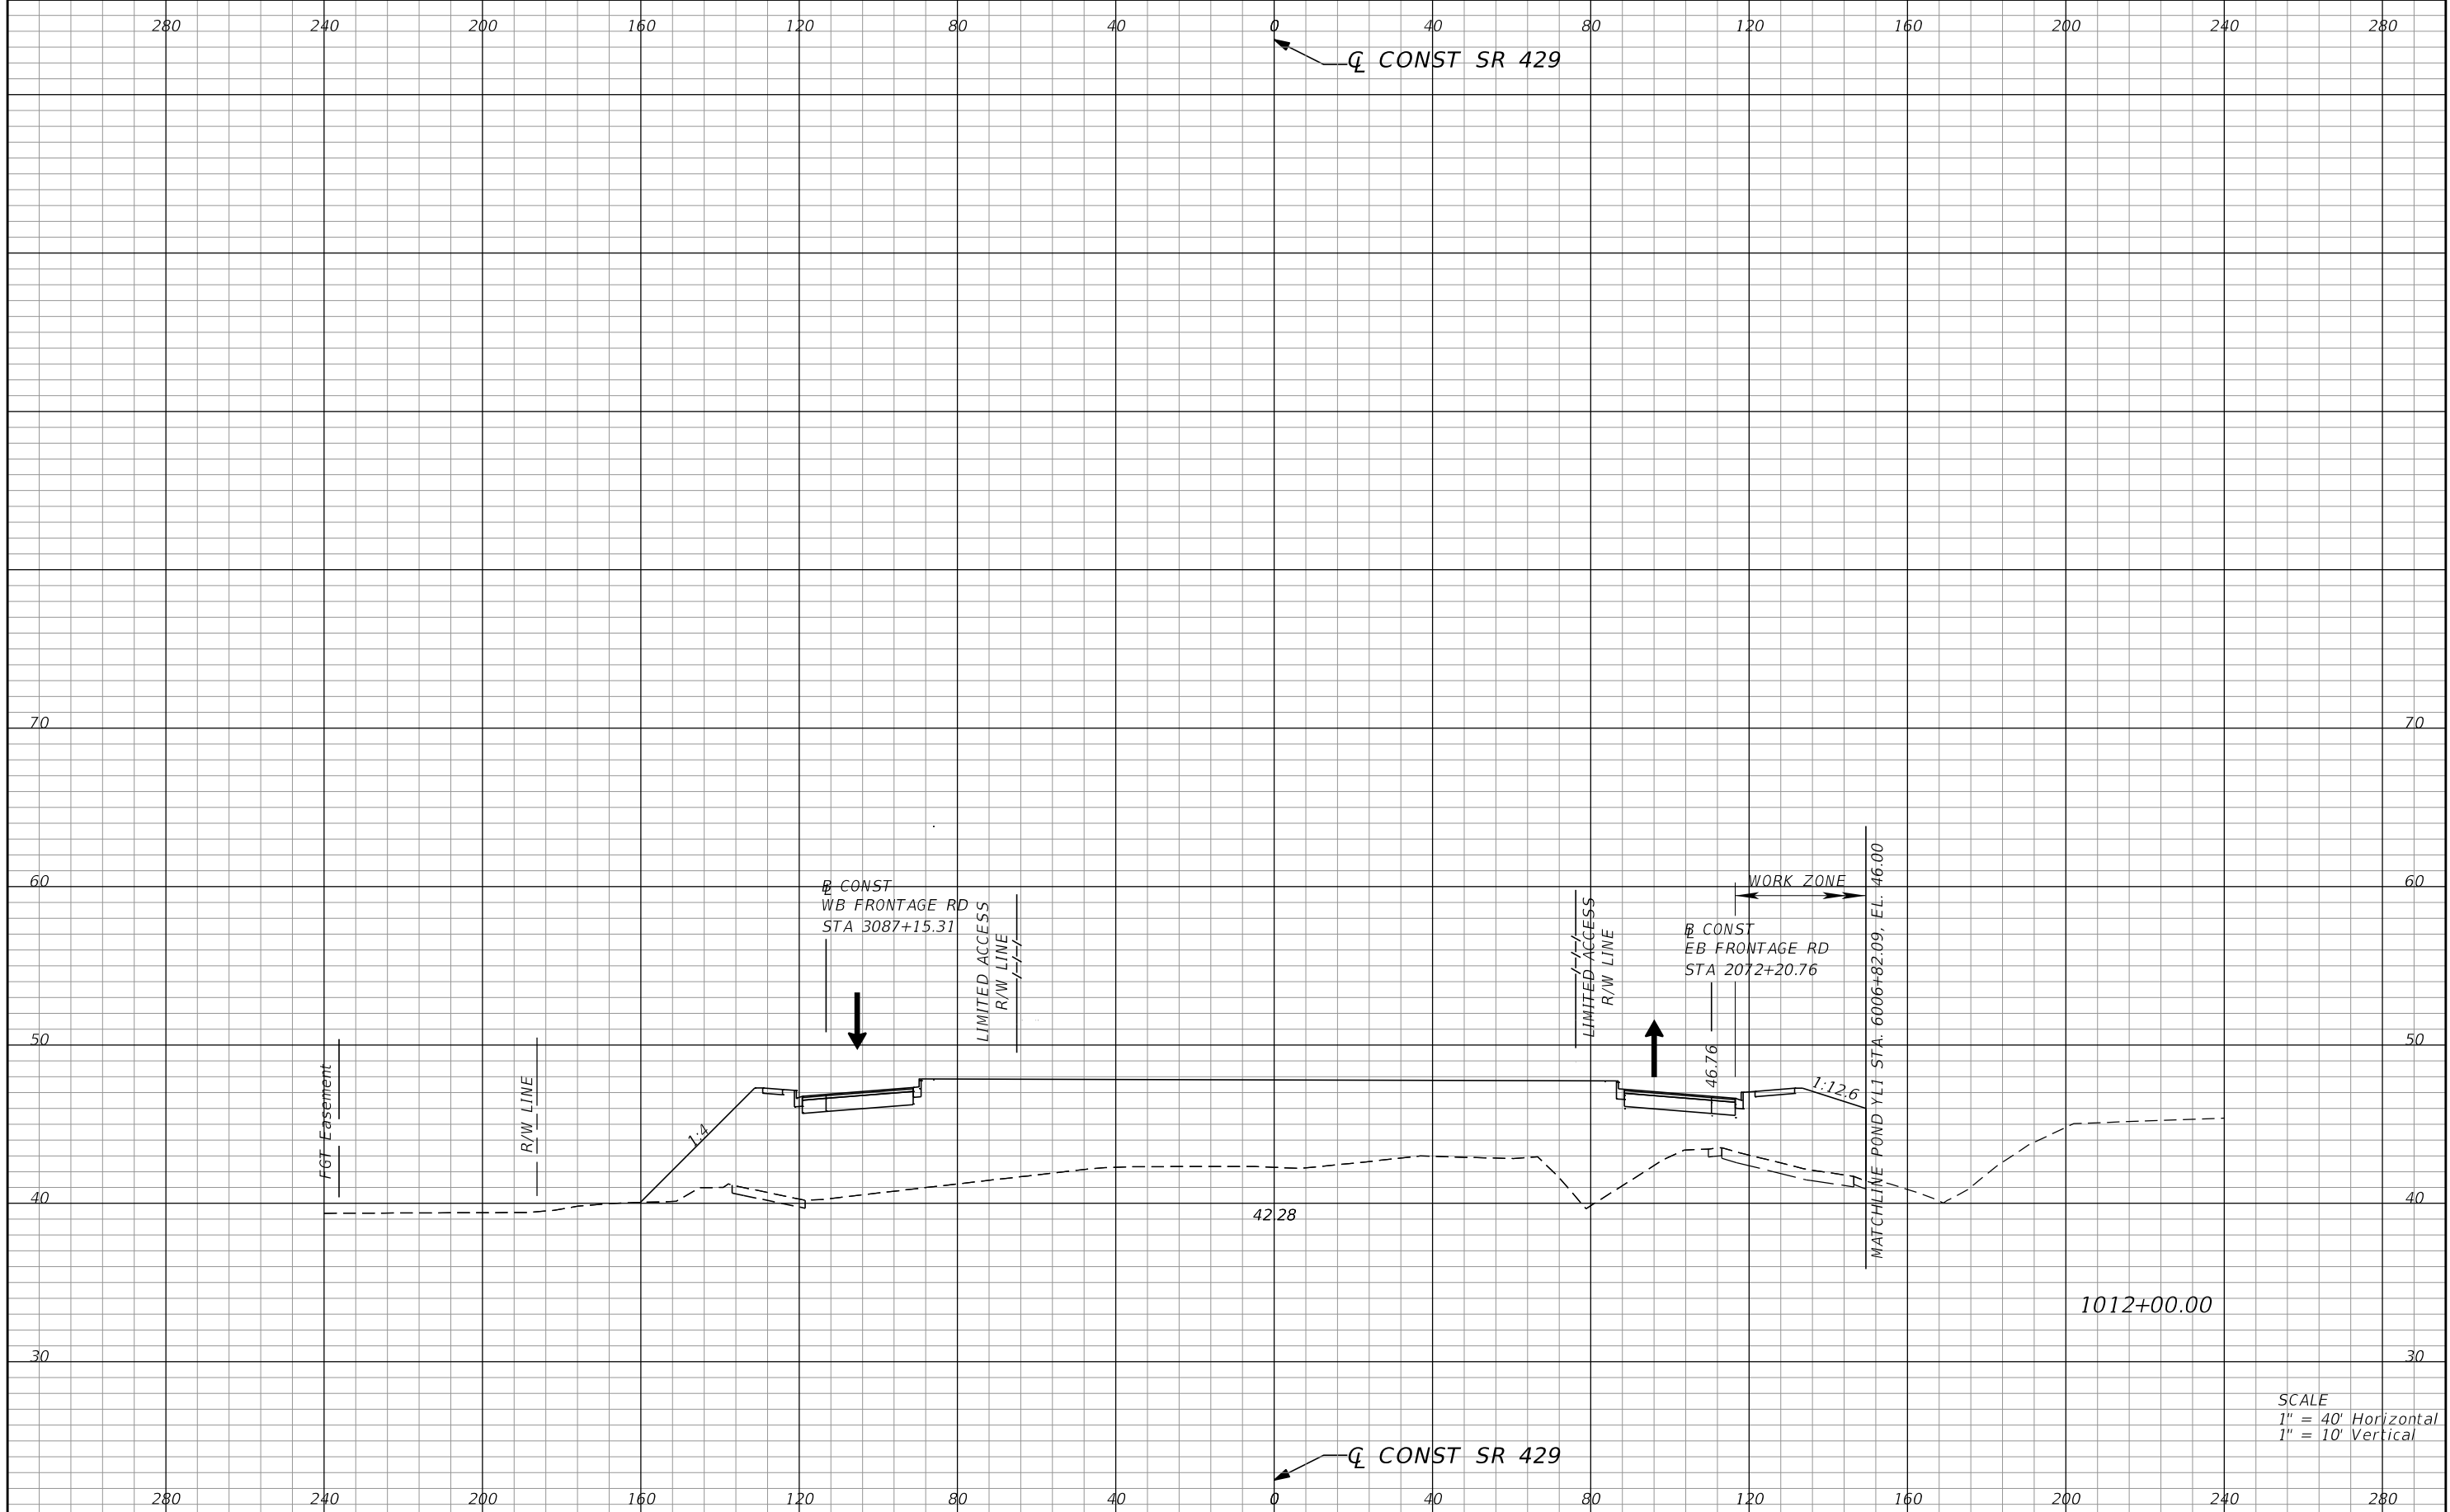 280 240 200 160 120 80 40 0 40 80 120 160 200 240 280
℄ CONST SR 429
70 70
60 60
℄ CONST
WB FRONTAGE RD
STA 3087+15.31
LIMITED ACCESS
R/W LINE
LIMITED ACCESS
R/W LINE
WORK ZONE
CONST
EB FRONTAGE RD
STA 2072+20.76
46.76
1:12.6
MATCHLINE POND YL1 STA. 6006+82.09, EL. 46.00
50 50
FGT Easement
R/W LINE
1:4
40 40
42.28
1012+00.00
30 30
SCALE
1" = 40' Horizontal
1" = 10' Vertical
℄ CONST SR 429
280 240 200 160 120 80 40 0 40 80 120 160 200 240 280